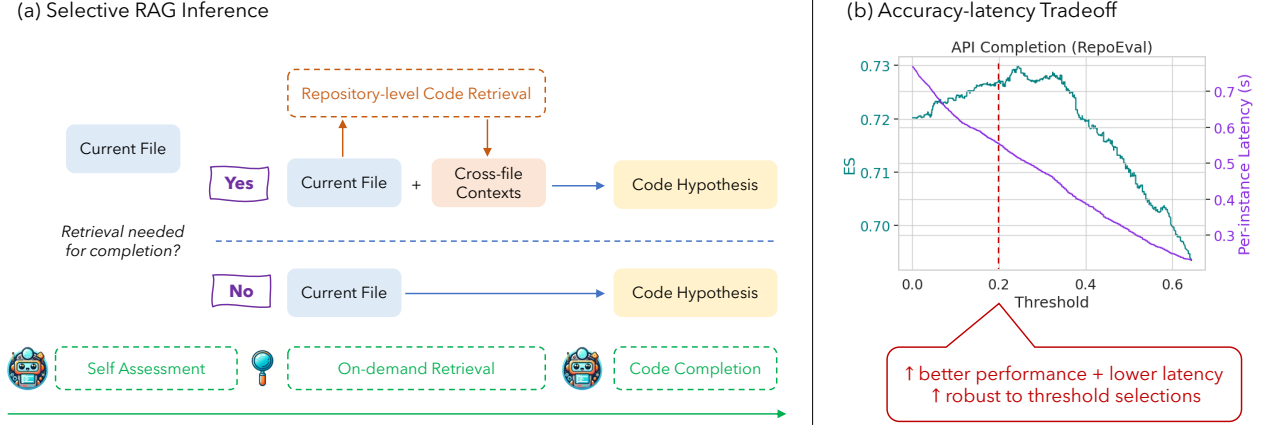 (a) Selective RAG Inference
Repository-level Code Retrieval
Current File
Yes
Current File
+
Cross-file
Contexts
Code Hypothesis
Retrieval needed
for completion?
No
Current File
Code Hypothesis
Self Assessment
On-demand Retrieval
Code Completion
(b) Accuracy-latency Tradeoff
API Completion (RepoEval)
ES
0.73
0.72
0.71
0.70
0.7
0.6
0.5
0.4
0.3
Per-instance Latency (s)
0.0
0.2
0.4
0.6
Threshold
↑ better performance + lower latency
↑ robust to threshold selections